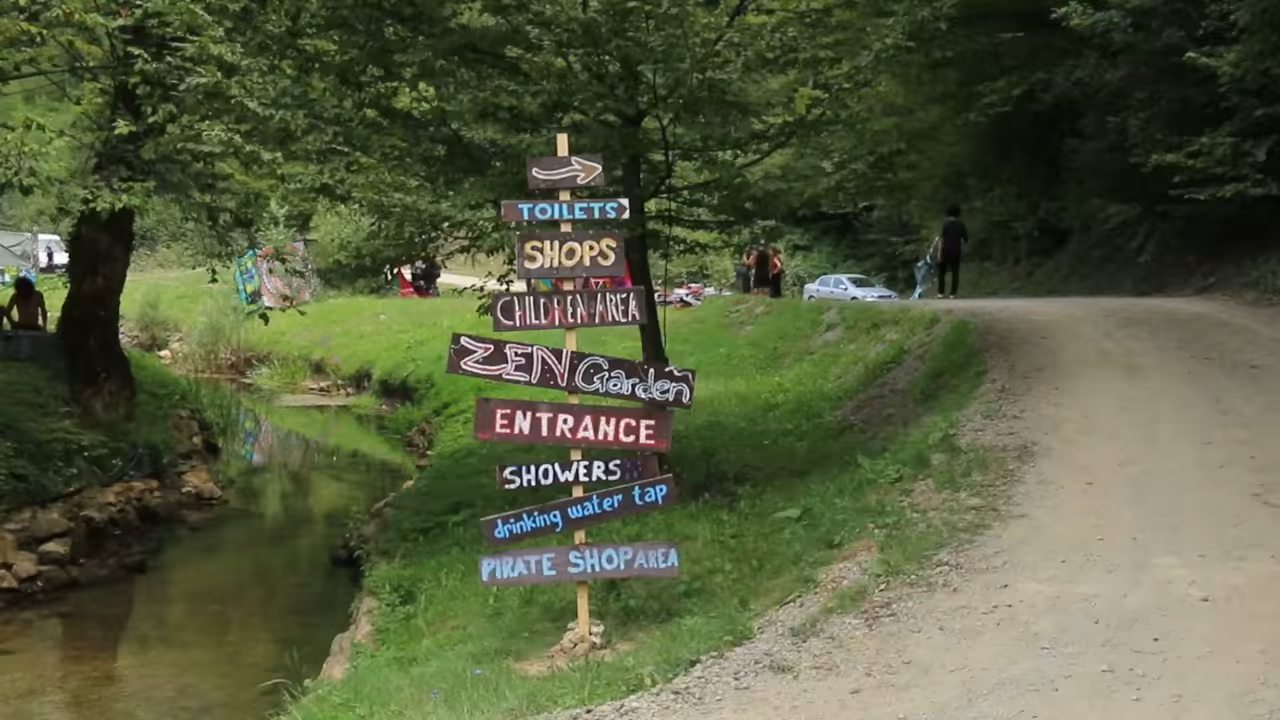 TOILETS
SHOPS
CHILDREN AREA
ZEN Garden
ENTRANCE
SHOWERS
drinking water tap
PIRATE SHOP AREA